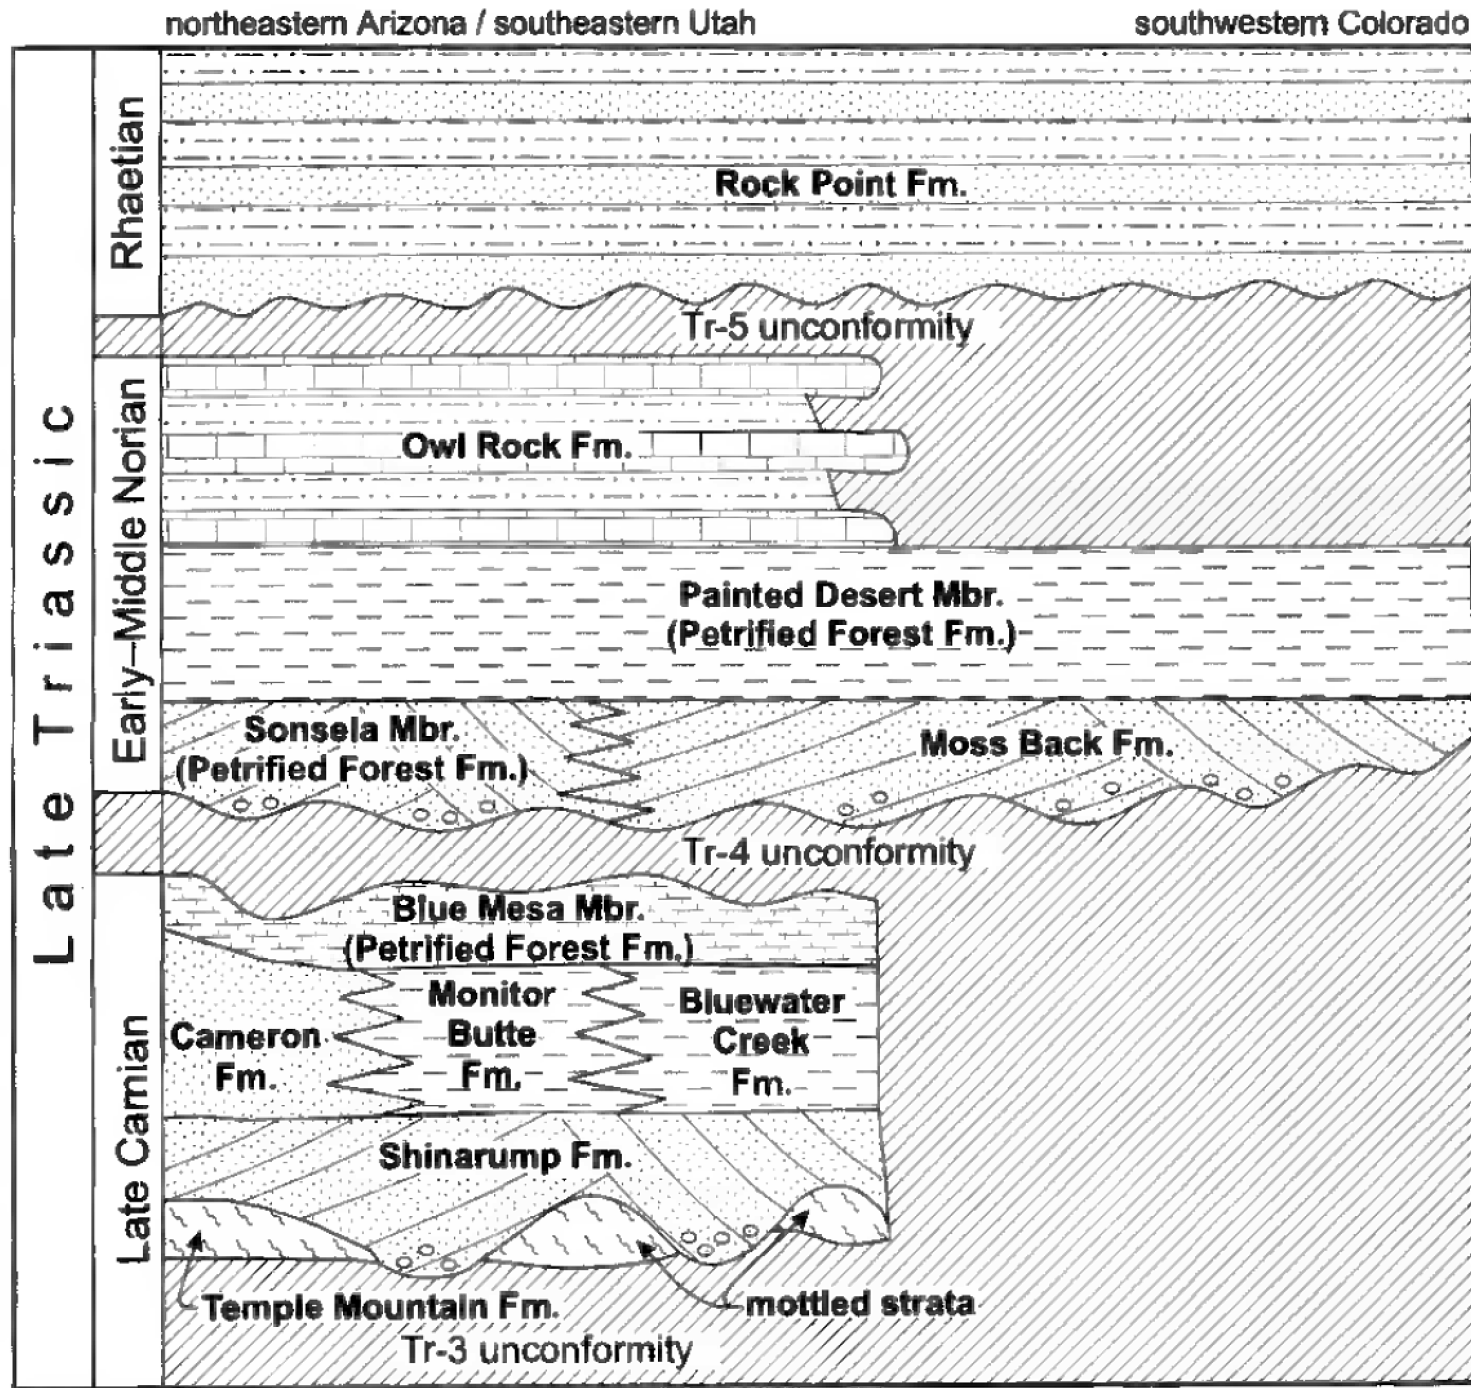 northeastern Arizona / southeastern Utah
southwestern Colorado
Late Triassic
Rhaetian
Rock Point Fm.
Tr-5 unconformity
Early–Middle Norian
Owl Rock Fm.
Painted Desert Mbr.
(Petrified Forest Fm.)
Sonsela Mbr.
(Petrified Forest Fm.)
Moss Back Fm.
Tr-4 unconformity
Late Carnian
Blue Mesa Mbr.
(Petrified Forest Fm.)
Cameron
Fm.
Monitor
Butte
Fm.
Bluewater
Creek
Fm.
Shinarump Fm.
Temple Mountain Fm.
mottled strata
Tr-3 unconformity